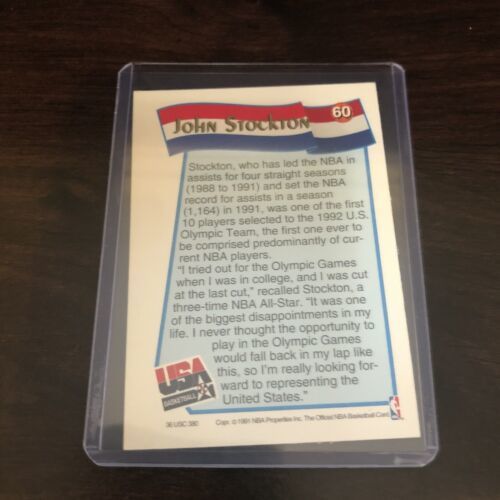 John Stockton
60
Stockton, who has led the NBA in
assists for four straight seasons
(1988 to 1991) and set the NBA
record for assists in a season
(1,164) in 1991, was one of the first
10 players selected to the 1992 U.S.
Olympic Team, the first one ever to
be comprised predominantly of cur-
rent NBA players.
"I tried out for the Olympic Games
when I was in college, and I was cut
at the last cut," recalled Stockton, a
three-time NBA All-Star. "It was one
of the biggest disappointments in my
life. I never thought the opportunity to
play in the Olympic Games
would fall back in my lap like
this, so I'm really looking for-
ward to representing the
United States."
USA
BASKETBALL
36 USC 380
Copr. © 1991 NBA Properties Inc. The Official NBA Basketball Card